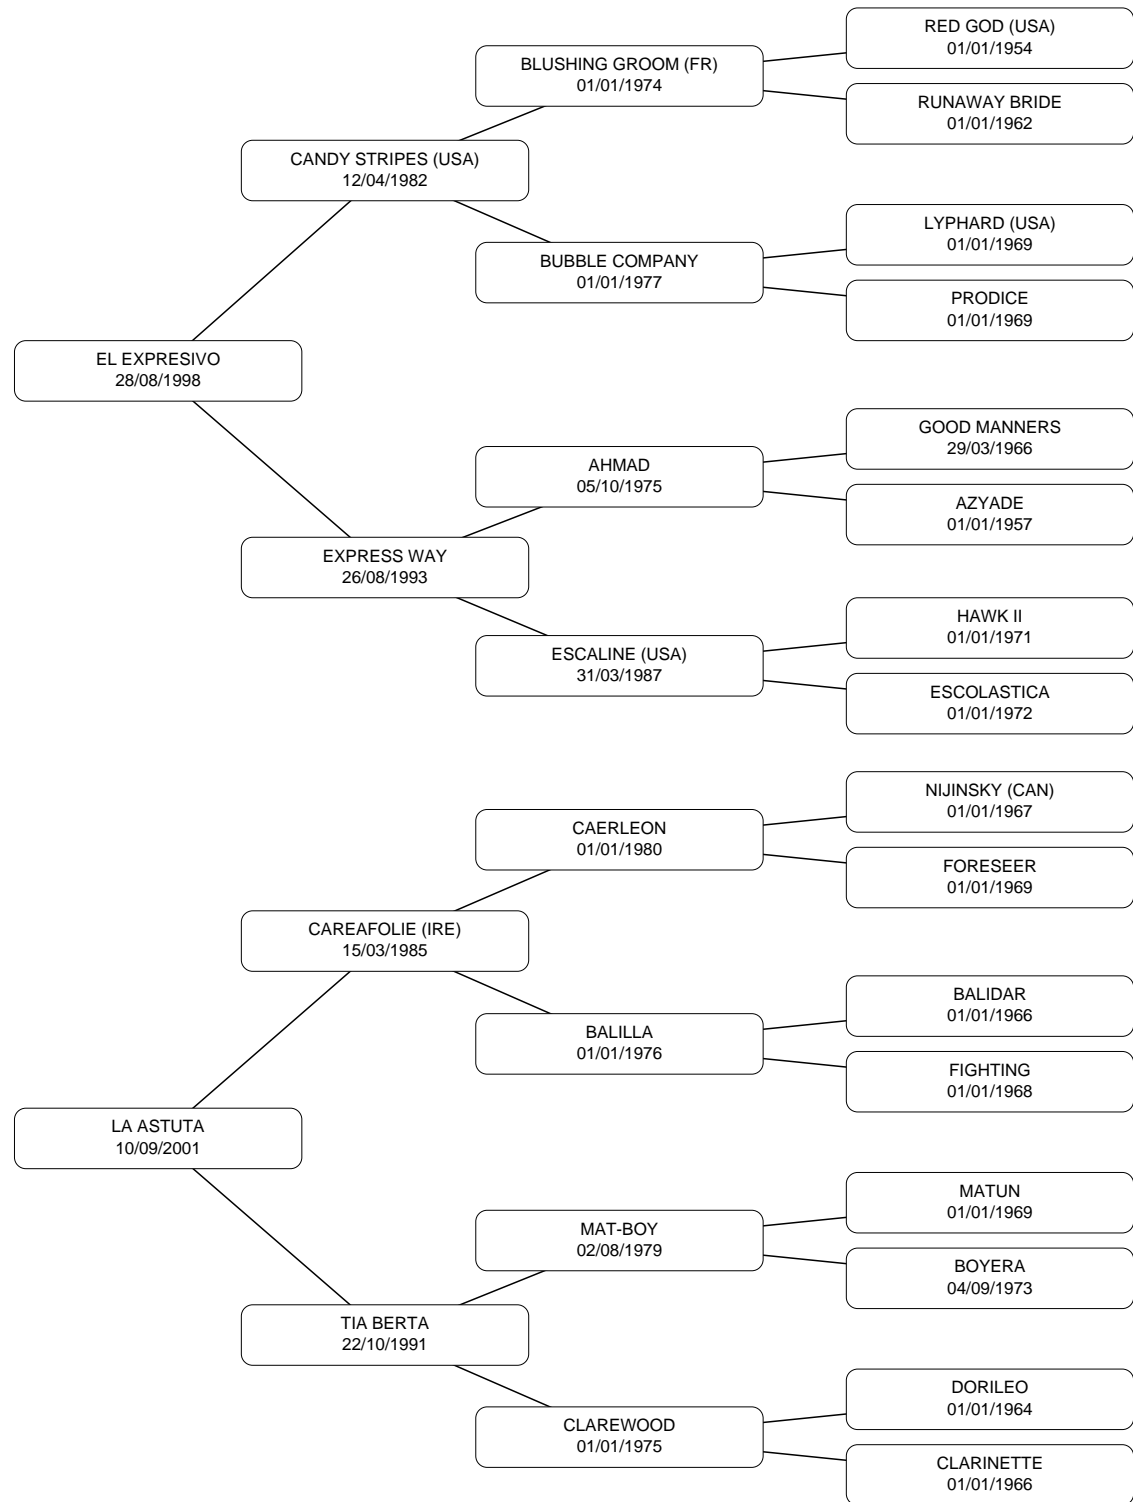 RED GOD (USA)
01/01/1954
BLUSHING GROOM (FR)
01/01/1974
RUNAWAY BRIDE
01/01/1962
CANDY STRIPES (USA)
12/04/1982
LYPHARD (USA)
01/01/1969
BUBBLE COMPANY
01/01/1977
PRODICE
01/01/1969
EL EXPRESIVO
28/08/1998
GOOD MANNERS
29/03/1966
AHMAD
05/10/1975
AZYADE
01/01/1957
EXPRESS WAY
26/08/1993
HAWK II
01/01/1971
ESCALINE (USA)
31/03/1987
ESCOLASTICA
01/01/1972
NIJINSKY (CAN)
01/01/1967
CAERLEON
01/01/1980
FORESEER
01/01/1969
CAREAFOLIE (IRE)
15/03/1985
BALIDAR
01/01/1966
BALILLA
01/01/1976
FIGHTING
01/01/1968
LA ASTUTA
10/09/2001
MATUN
01/01/1969
MAT-BOY
02/08/1979
BOYERA
04/09/1973
TIA BERTA
22/10/1991
DORILEO
01/01/1964
CLAREWOOD
01/01/1975
CLARINETTE
01/01/1966